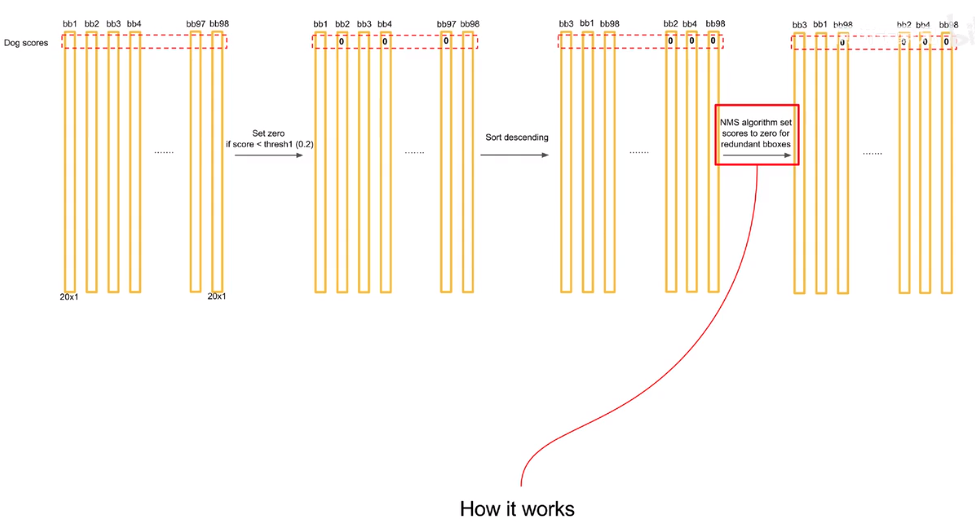 bb1 bb2 bb3 bb4 bb97 bb98
bb1 bb2 bb3 bb4 bb97 bb98
bb3 bb1 bb98 bb2 bb4 bb98
bb3 bb1 bb98 bb2 bb4
Dog scores
0 0 0
0 0 0
0 0 0 0
Set zero
if score < thresh1 (0.2)
Sort descending
NMS algorithm set
scores to zero for
redundant bboxes
.......
.......
.......
.......
20x1 20x1
How it works